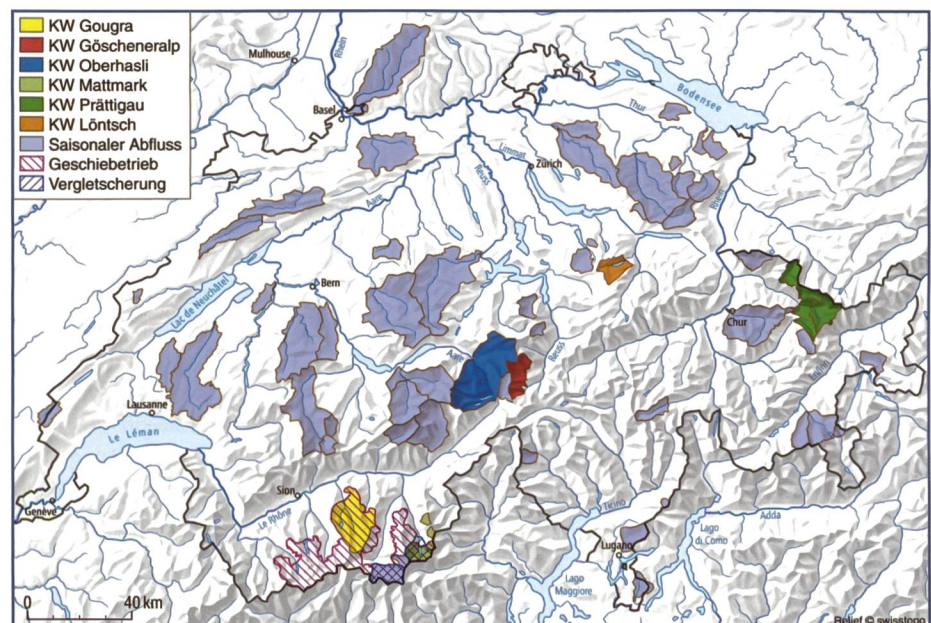 KW Gougra
KW Göscheneralp
KW Oberhasli
KW Mattmark
KW Prättigau
KW Löntsch
Saisonaler Abfluss
Geschiebetrieb
Vergletscherung
Mulhouse
Rhein
Basel
Bodensee
Thur
Limmat
Zürich
Reuss
Aare
Rhein
Lac de Neuchâtel
Bern
Chur
Aare
Reuss
Lausanne
Le Léman
Genève
Sion
Le Rhône
Ticino
Adda
Lago
di Como
Lugano
Lago
Maggiore
0 40 km
Relief © swisstopo